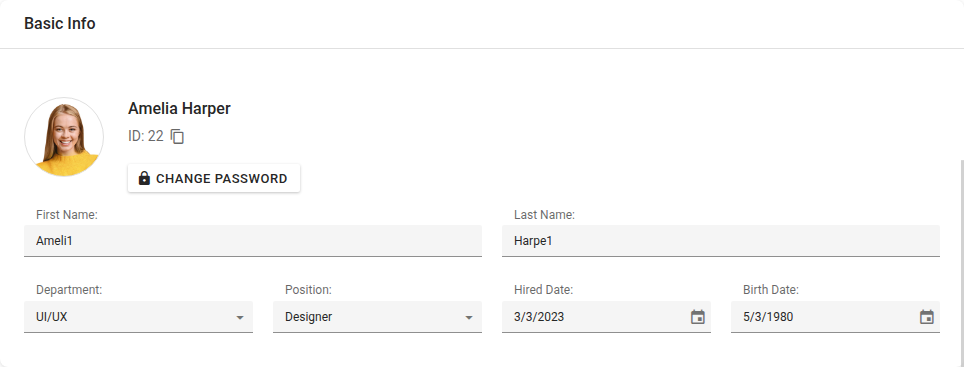 Basic Info
Amelia Harper
ID: 22
CHANGE PASSWORD
First Name:
Last Name:
Ameli1
Harpe1
Department:
Position:
Hired Date:
Birth Date:
UI/UX
Designer
3/3/2023
5/3/1980